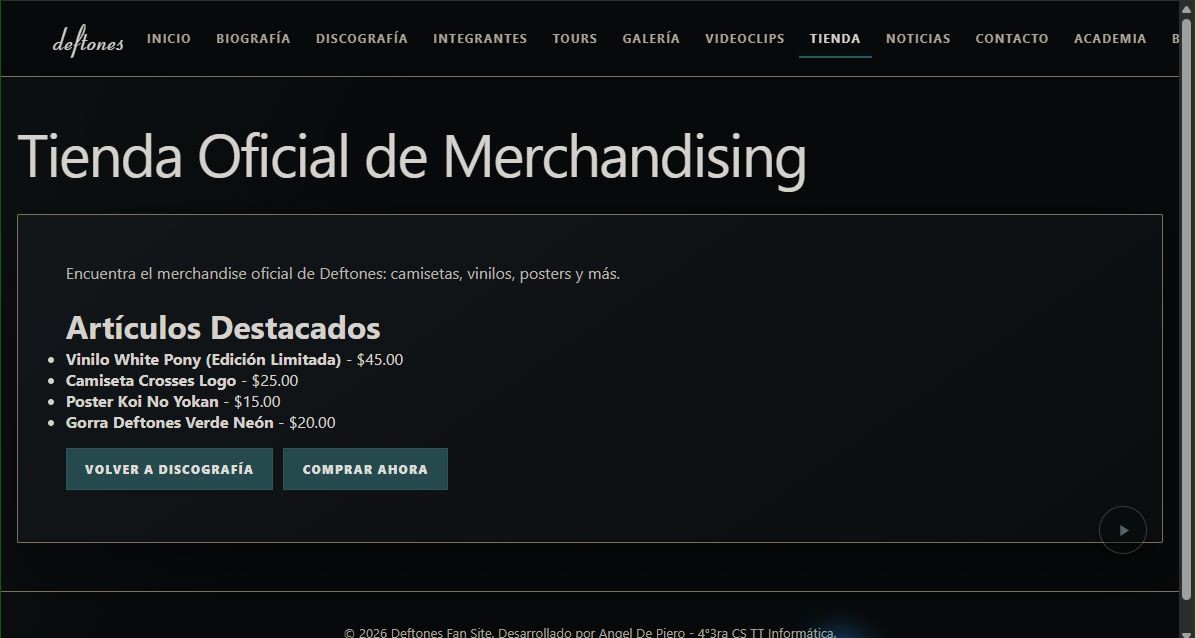 deftones INICIO BIOGRAFÍA DISCOGRAFÍA INTEGRANTES TOURS GALERÍA VIDEOCLIPS TIENDA NOTICIAS CONTACTO ACADEMIA B
Tienda Oficial de Merchandising
Encuentra el merchandise oficial de Deftones: camisetas, vinilos, posters y más.
Artículos Destacados
• Vinilo White Pony (Edición Limitada) - $45.00
• Camiseta Crosses Logo - $25.00
• Poster Koi No Yokan - $15.00
• Gorra Deftones Verde Neón - $20.00
VOLVER A DISCOGRAFÍA COMPRAR AHORA
© 2026 Deftones Fan Site. Desarrollado por Angel De Piero - 4°3ra CS TT Informática.